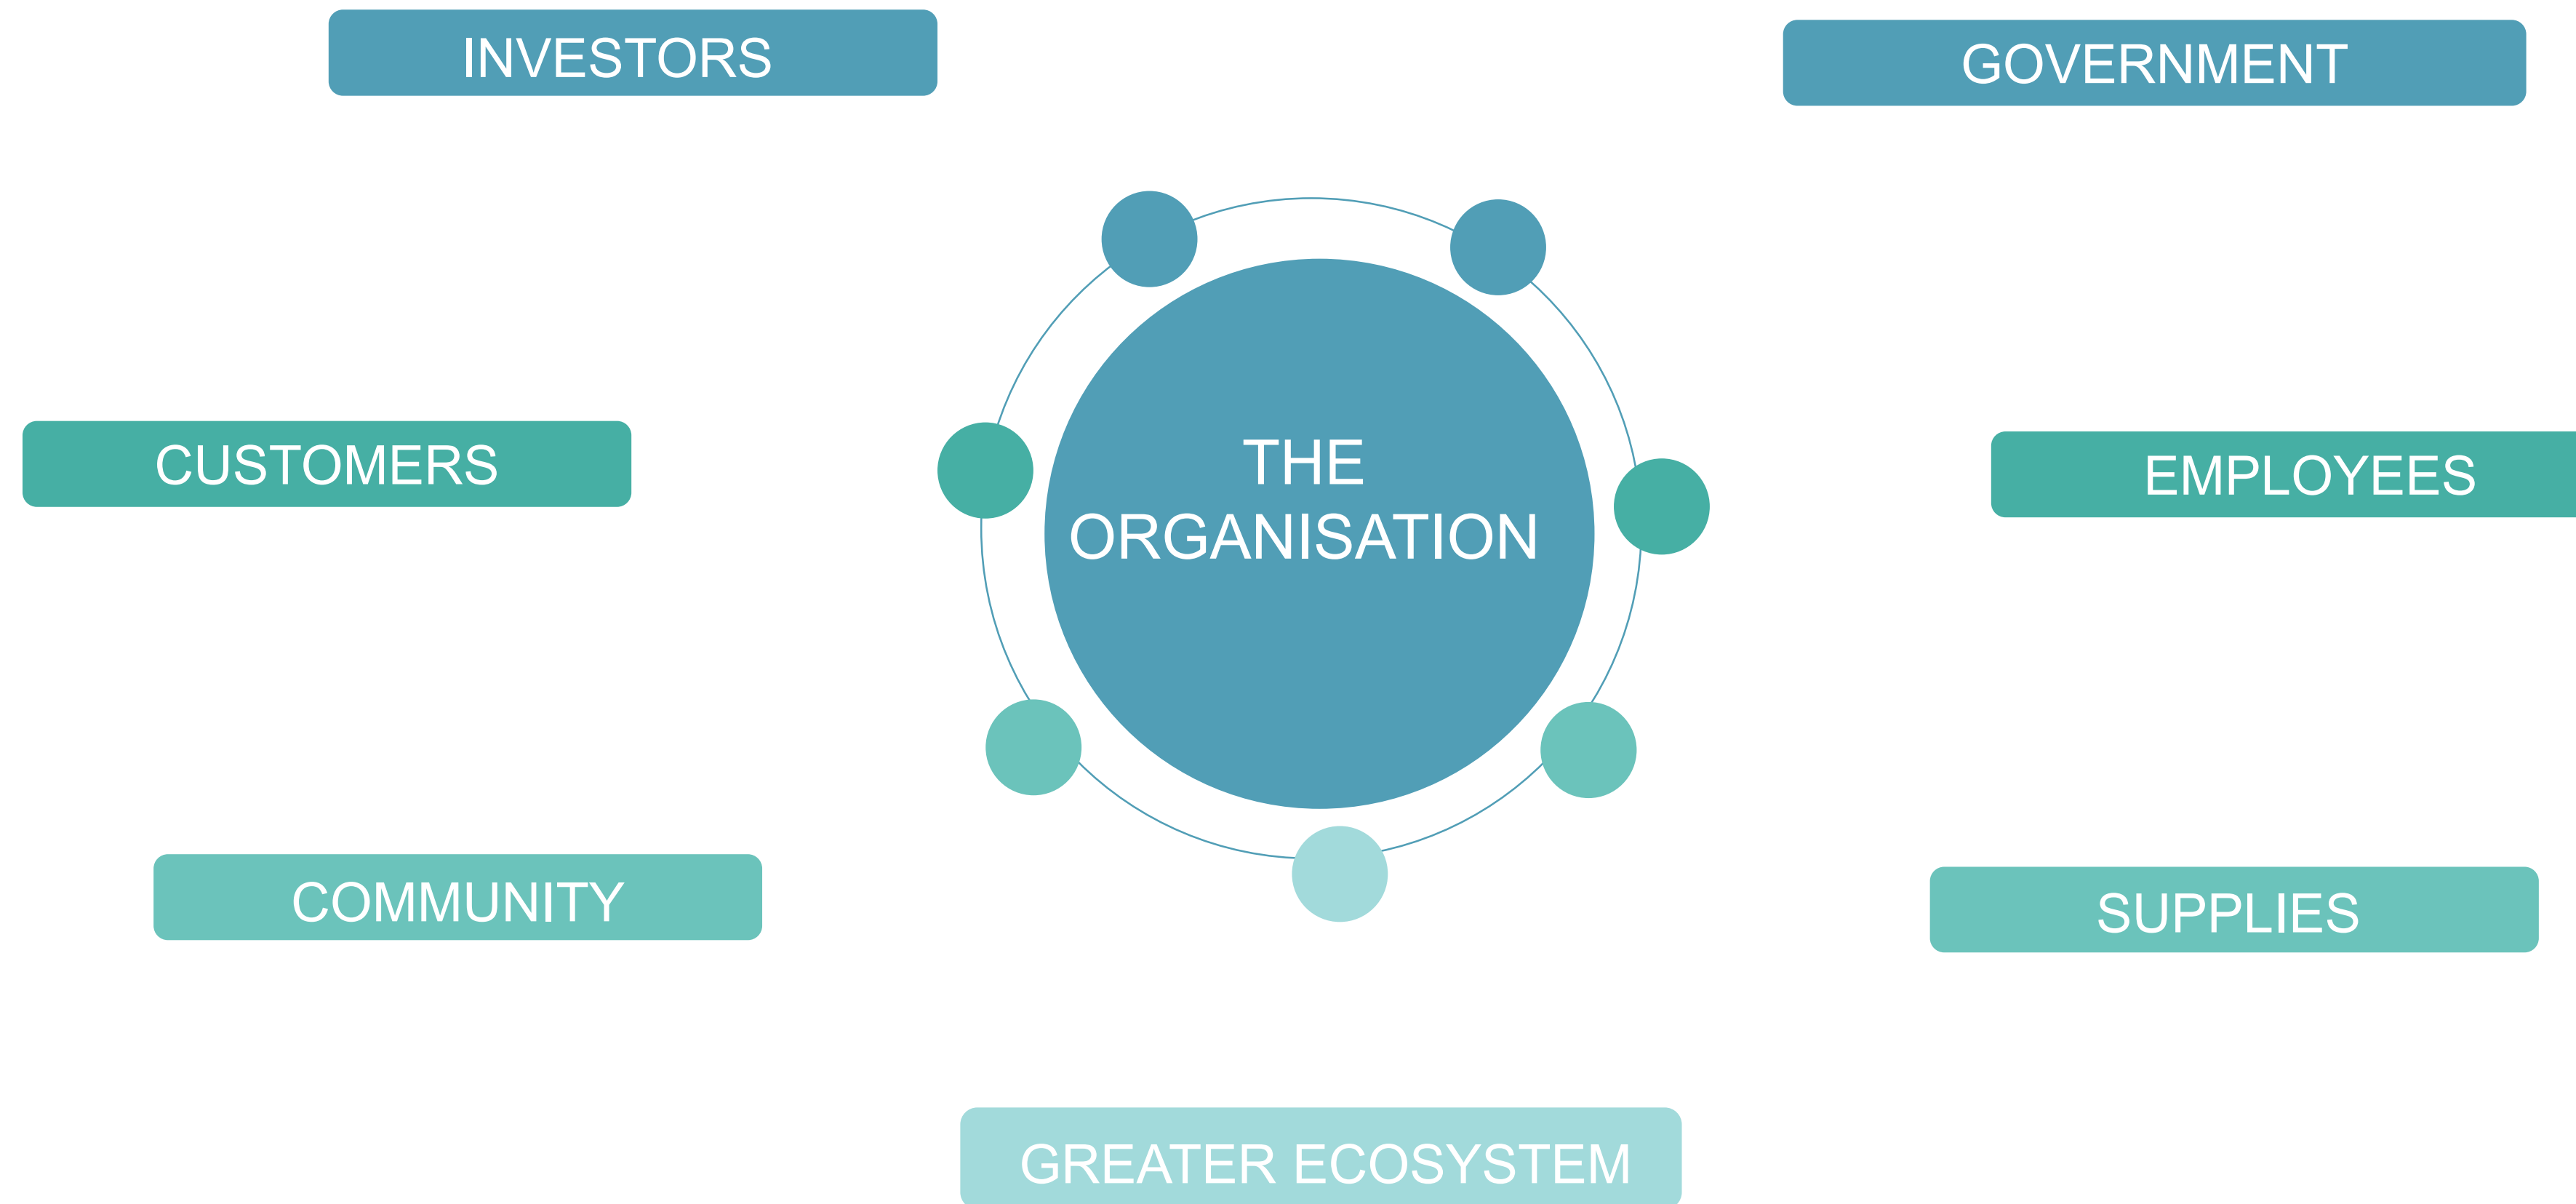 INVESTORS
GOVERNMENT
CUSTOMERS
THE
ORGANISATION
EMPLOYEES
COMMUNITY
SUPPLIES
GREATER ECOSYSTEM